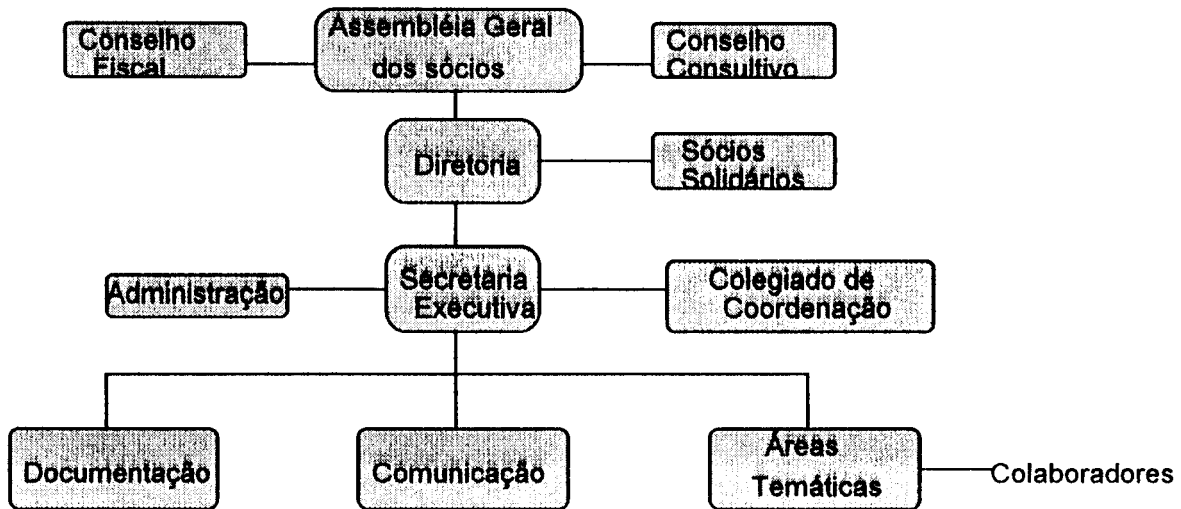 Conselho
Fiscal
Assembléia Geral
dos sócios
Conselho
Consultivo
Diretoria
Sócios
Solidários
Administração
Secretaria
Executiva
Colegiado de
Coordenação
Documentação
Comunicação
Áreas
Temáticas
Colaboradores